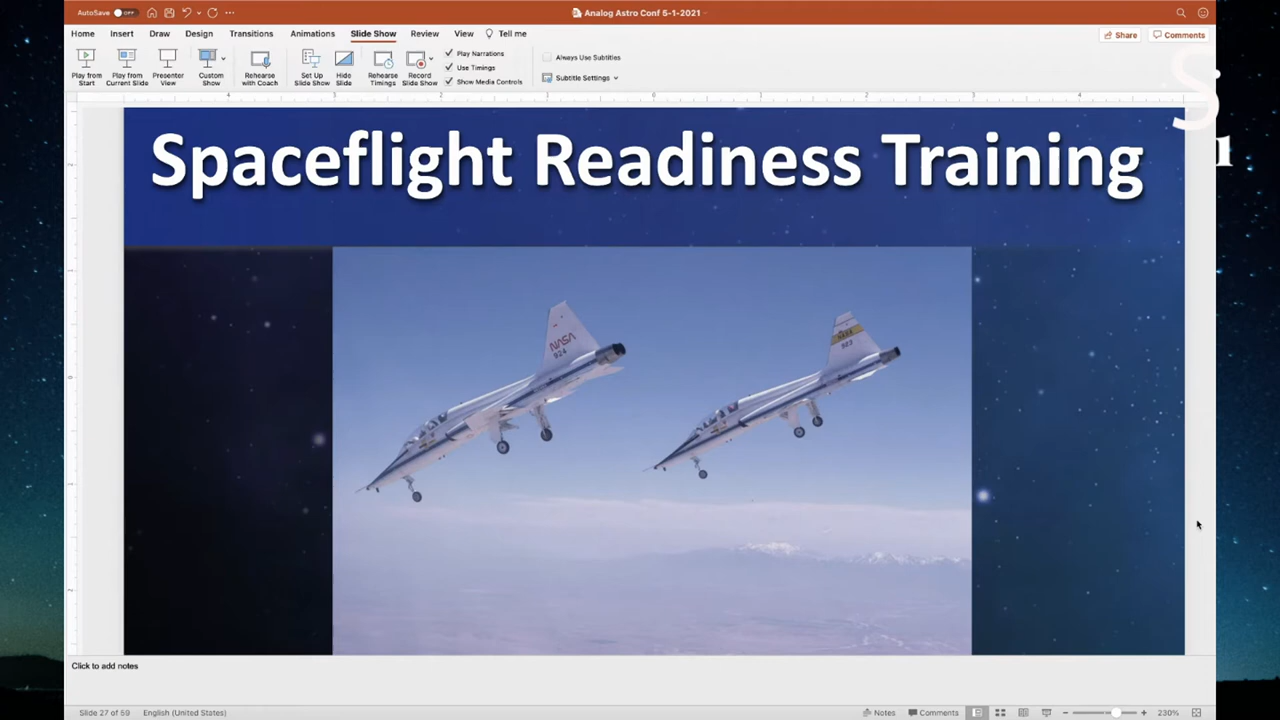 AutoSave OFF
Analog Astro Conf 5-1-2021
Home Insert Draw Design Transitions Animations Slide Show Review View Tell me
Share Comments
Play from Start
Play from Current Slide
Presenter View
Custom Show
Rehearse with Coach
Set Up Slide Show
Hide Slide
Rehearse Timings
Record Slide Show
Play Narrations
Use Timings
Show Media Controls
Always Use Subtitles
Subtitle Settings
Spaceflight Readiness Training
NASA
924
NASA
903
Click to add notes
Slide 27 of 59 English (United States) Notes Comments 230%